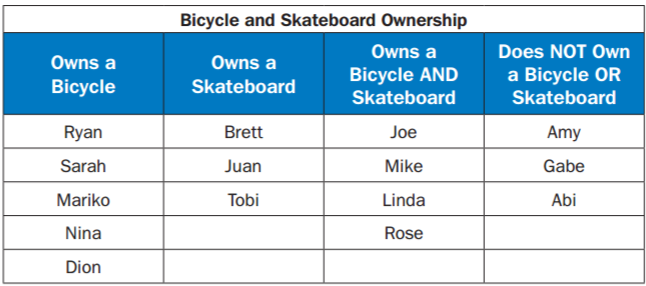 Bicycle and Skateboard Ownership
Owns a Bicycle | Owns a Skateboard | Owns a Bicycle AND Skateboard | Does NOT Own a Bicycle OR Skateboard
Ryan | Brett | Joe | Amy
Sarah | Juan | Mike | Gabe
Mariko | Tobi | Linda | Abi
Nina | | Rose |
Dion | | |